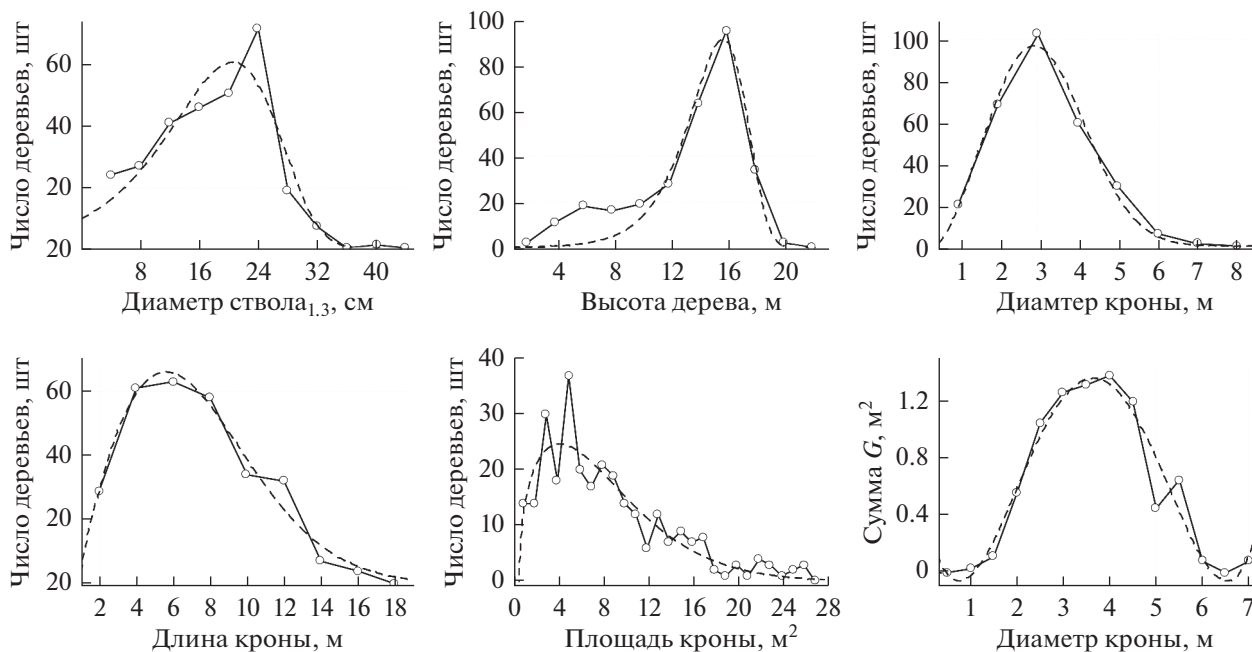 Число деревьев, шт
60
40
20
20
8 16 24 32 40
Диаметр ствола1.3, см
Число деревьев, шт
100
80
60
40
20
0
4 8 12 16 20
Высота дерева, м
Число деревьев, шт
100
80
60
40
20
0
1 2 3 4 5 6 7 8
Диамтер кроны, м
Число деревьев, шт
60
40
20
20
2 4 6 8 10 12 14 16 18
Длина кроны, м
Число деревьев, шт
40
30
20
10
0
0 4 8 12 16 20 24 28
Площадь кроны, м2
Сумма G, м2
1.2
0.8
0.4
0
1 2 3 4 5 6 7
Диаметр кроны, м